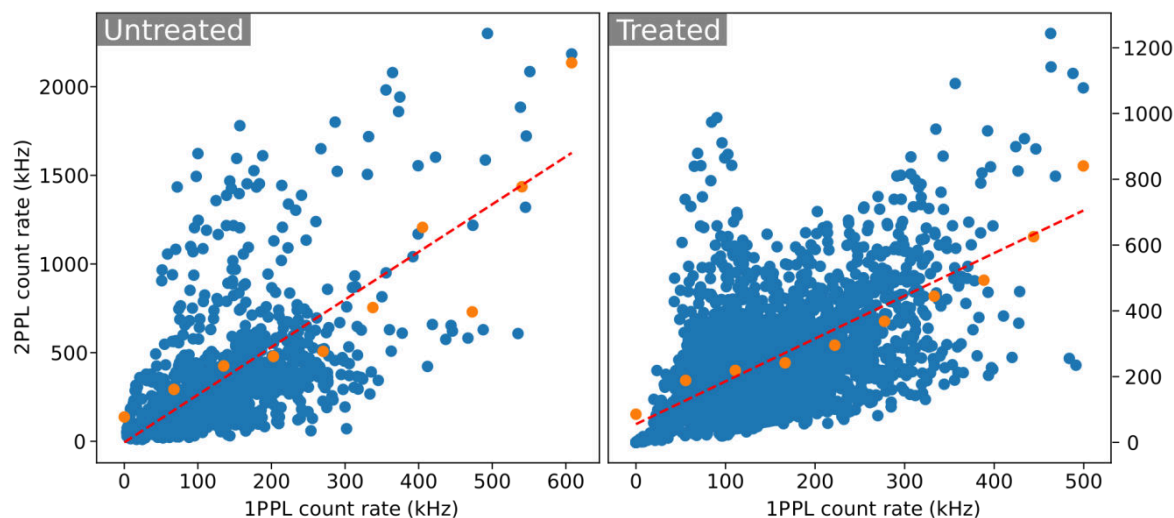 Untreated
2PPL count rate (kHz)
2000
1500
1000
500
0
0 100 200 300 400 500 600
1PPL count rate (kHz)
Treated
1200
1000
800
600
400
200
0
0 100 200 300 400 500
1PPL count rate (kHz)